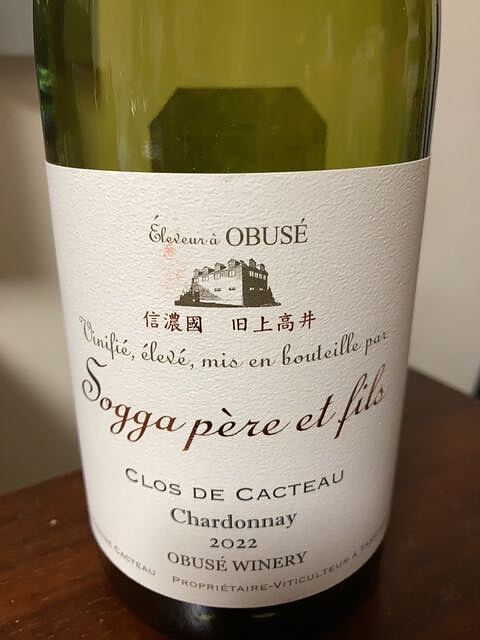 Éleveur à OBUSÉ
信濃國 旧上高井
Vinifié, élevé, mis en bouteille par
Sogga père et fils
CLOS DE CACTEAU
Chardonnay
2022
OBUSÉ WINERY
CACTEAU PROPRIÉTAIRE-VITICULTEUR À